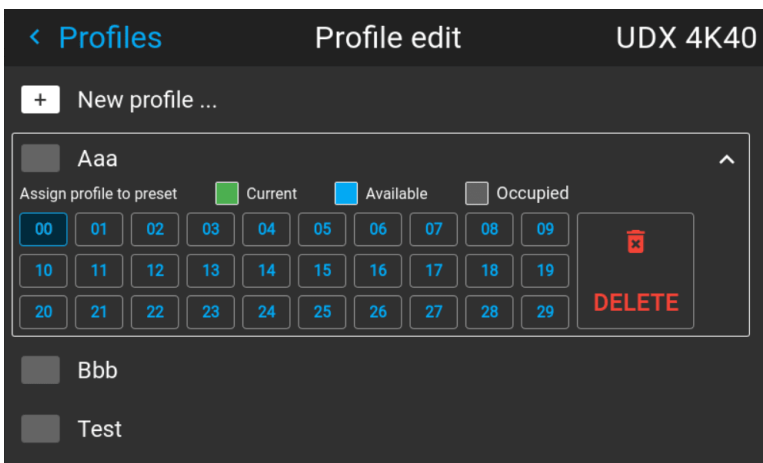 < Profiles Profile edit UDX 4K40
+ New profile ...
Aaa
Assign profile to preset Current Available Occupied
00 01 02 03 04 05 06 07 08 09
10 11 12 13 14 15 16 17 18 19
20 21 22 23 24 25 26 27 28 29
DELETE
Bbb
Test